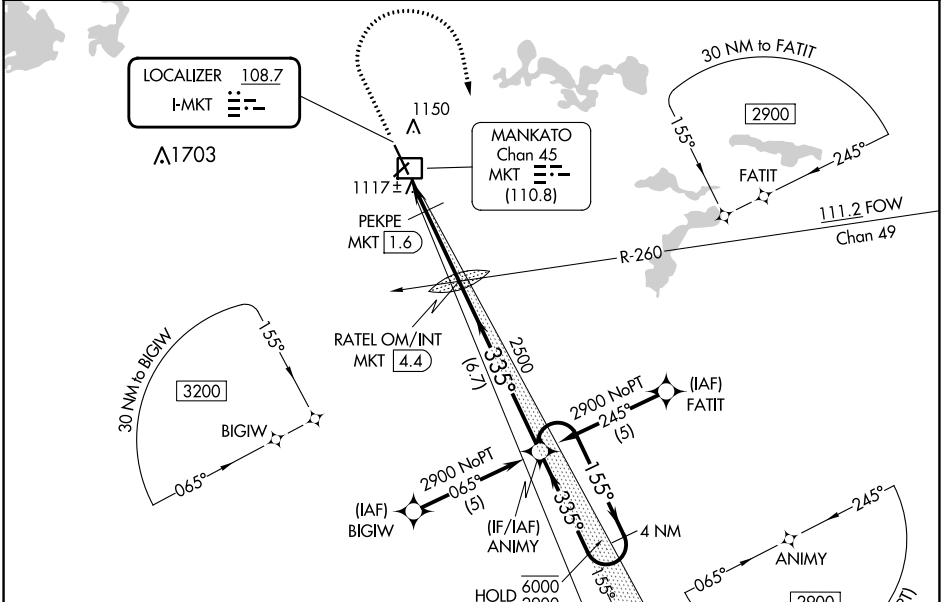 LOCALIZER 108.7
I-MKT
1703
1150
MANKATO
Chan 45
MKT
(110.8)
1117±
PEKPE
MKT 1.6
30 NM to FATIT
2900
155°
245°
FATIT
111.2 FOW
Chan 49
R-260
RATEL OM/INT
MKT 4.4
335°
2500
(6.7)
30 NM to BIGIW
155°
3200
BIGIW
065°
2900 NoPT
245°
(5)
(IAF)
FATIT
2900 NoPT
065°
(5)
(IAF)
BIGIW
(IF/IAF)
ANIMY
335°
155°
4 NM
HOLD 6000
2900
155°
065°
245°
ANIMY
2900